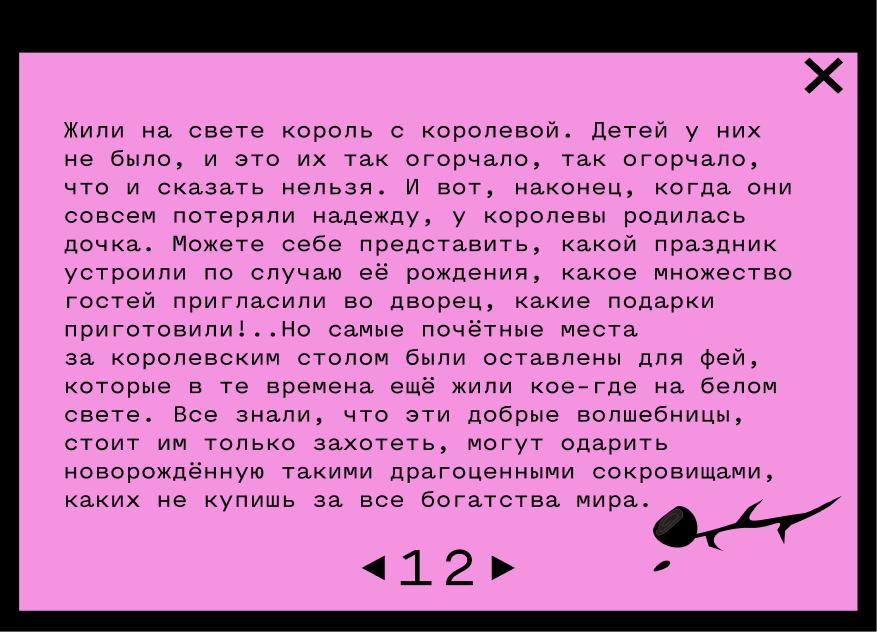 Жили на свете король с королевой. Детей у них
не было, и это их так огорчало, так огорчало,
что и сказать нельзя. И вот, наконец, когда они
совсем потеряли надежду, у королевы родилась
дочка. Можете себе представить, какой праздник
устроили по случаю её рождения, какое множество
гостей пригласили во дворец, какие подарки
приготовили!..Но самые почётные места
за королевским столом были оставлены для фей,
которые в те времена ещё жили кое-где на белом
свете. Все знали, что эти добрые волшебницы,
стоит им только захотеть, могут одарить
новорождённую такими драгоценными сокровищами,
каких не купишь за все богатства мира.
12